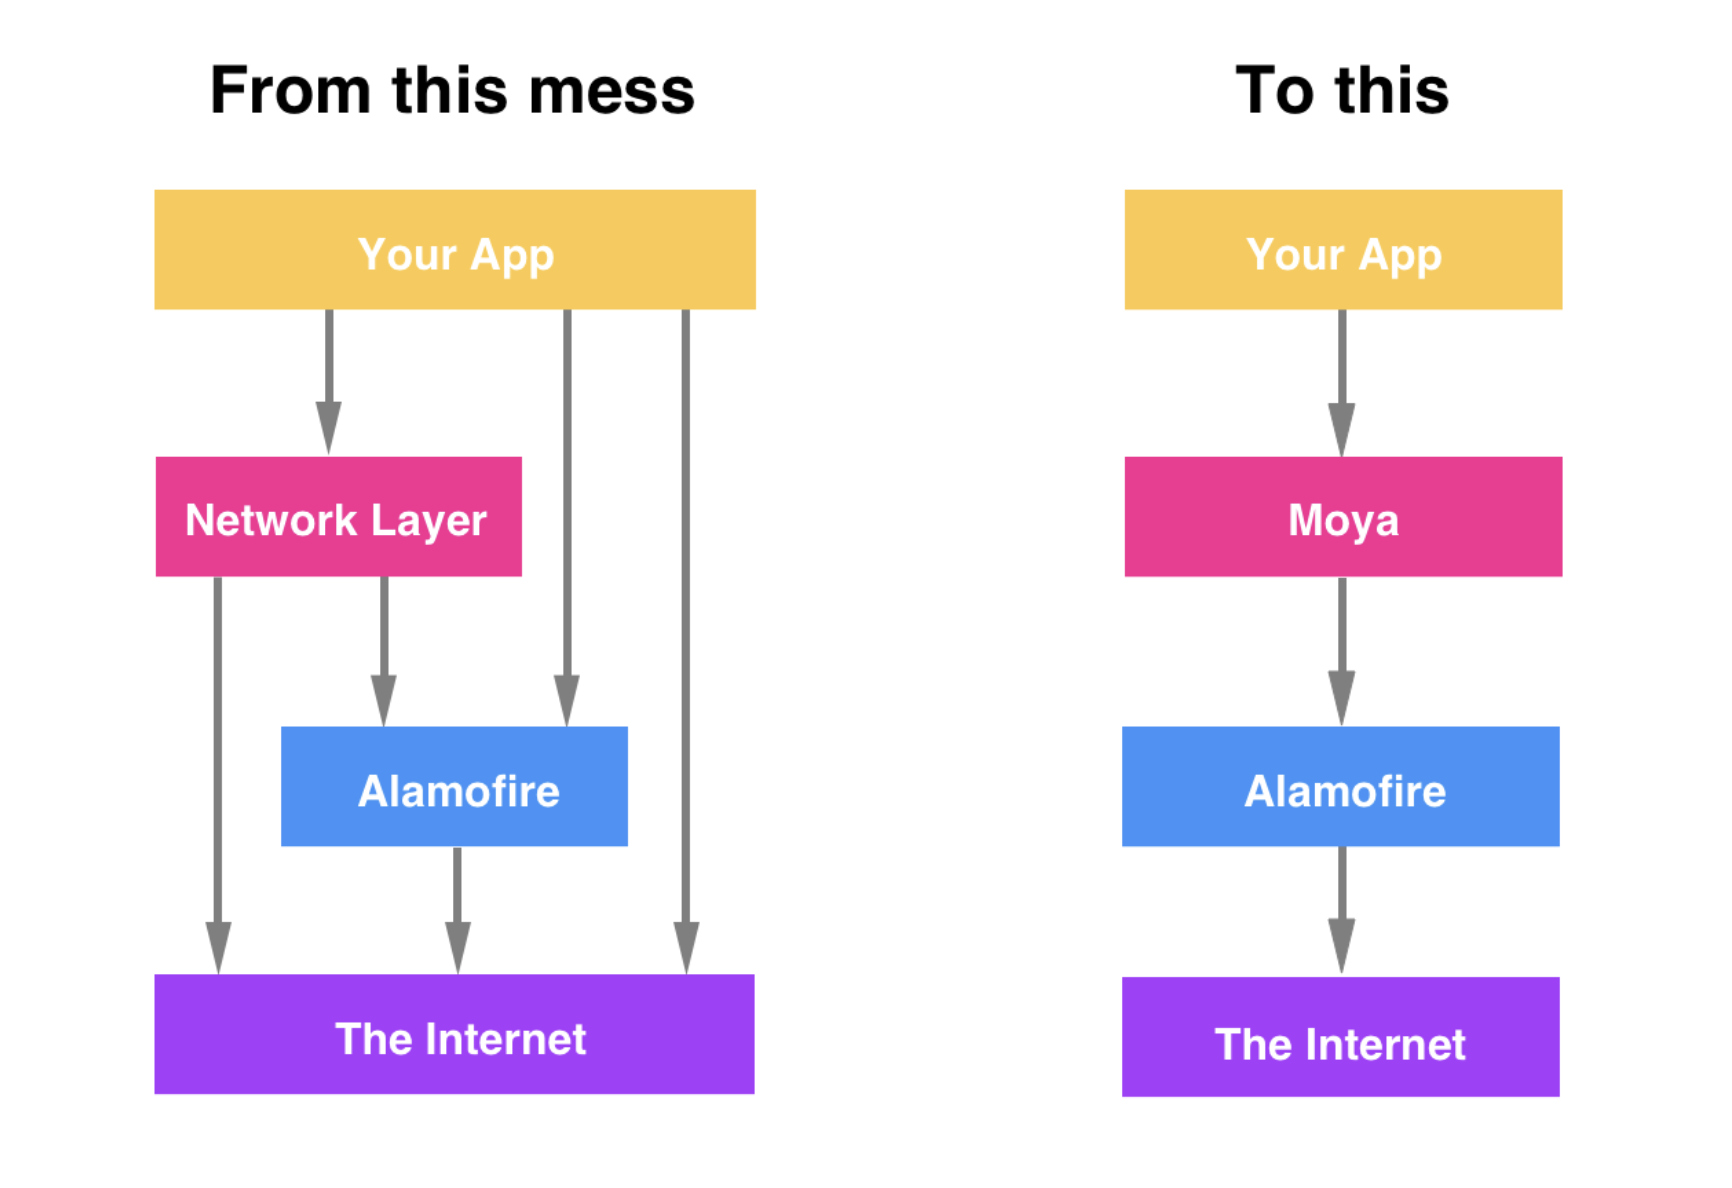 From this mess
Your App
Network Layer
Alamofire
The Internet
To this
Your App
Moya
Alamofire
The Internet